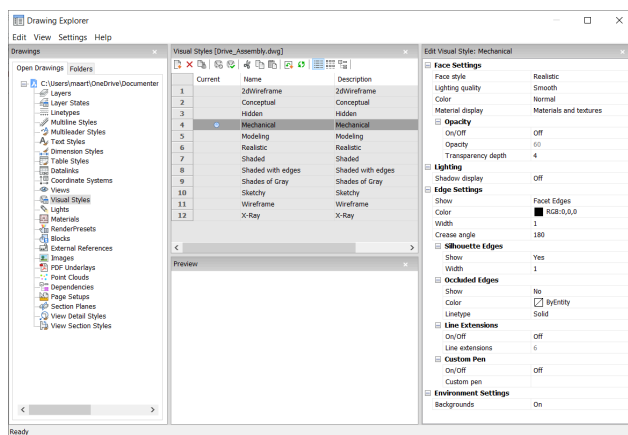 Drawing Explorer
Edit View Settings Help
Drawings
Open Drawings Folders
C:\Users\maart\OneDrive\Documenter
Layers
Layer States
Linetypes
Multiline Styles
Multileader Styles
Text Styles
Dimension Styles
Table Styles
Datalinks
Coordinate Systems
Views
Visual Styles
Lights
Materials
RenderPresets
Blocks
External References
Images
PDF Underlays
Point Clouds
Dependencies
Page Setups
Section Planes
View Detail Styles
View Section Styles
Visual Styles [Drive_Assembly.dwg]
Current Name Description
1 2dWireframe 2dWireframe
2 Conceptual Conceptual
3 Hidden Hidden
4 Mechanical Mechanical
5 Modeling Modeling
6 Realistic Realistic
7 Shaded Shaded
8 Shaded with edges Shaded with edges
9 Shades of Gray Shades of Gray
10 Sketchy Sketchy
11 Wireframe Wireframe
12 X-Ray X-Ray
Preview
Edit Visual Style: Mechanical
Face Settings
Face style Realistic
Lighting quality Smooth
Color Normal
Material display Materials and textures
Opacity
On/Off Off
Opacity 60
Transparency depth 4
Lighting
Shadow display Off
Edge Settings
Show Facet Edges
Color RGB:0,0,0
Width 1
Crease angle 180
Silhouette Edges
Show Yes
Width 1
Occluded Edges
Show No
Color ByEntity
Linetype Solid
Line Extensions
On/Off Off
Line extensions 6
Custom Pen
On/Off Off
Custom pen
Environment Settings
Backgrounds On
Ready